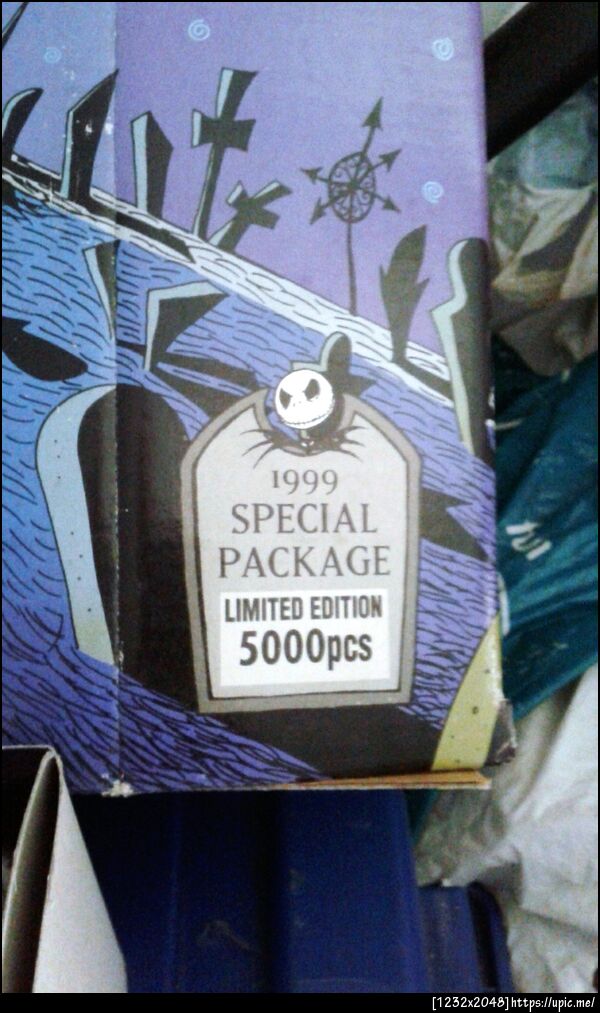 1999
SPECIAL
PACKAGE
LIMITED EDITION
5000pcs
[1232x2048]https://upic.me/